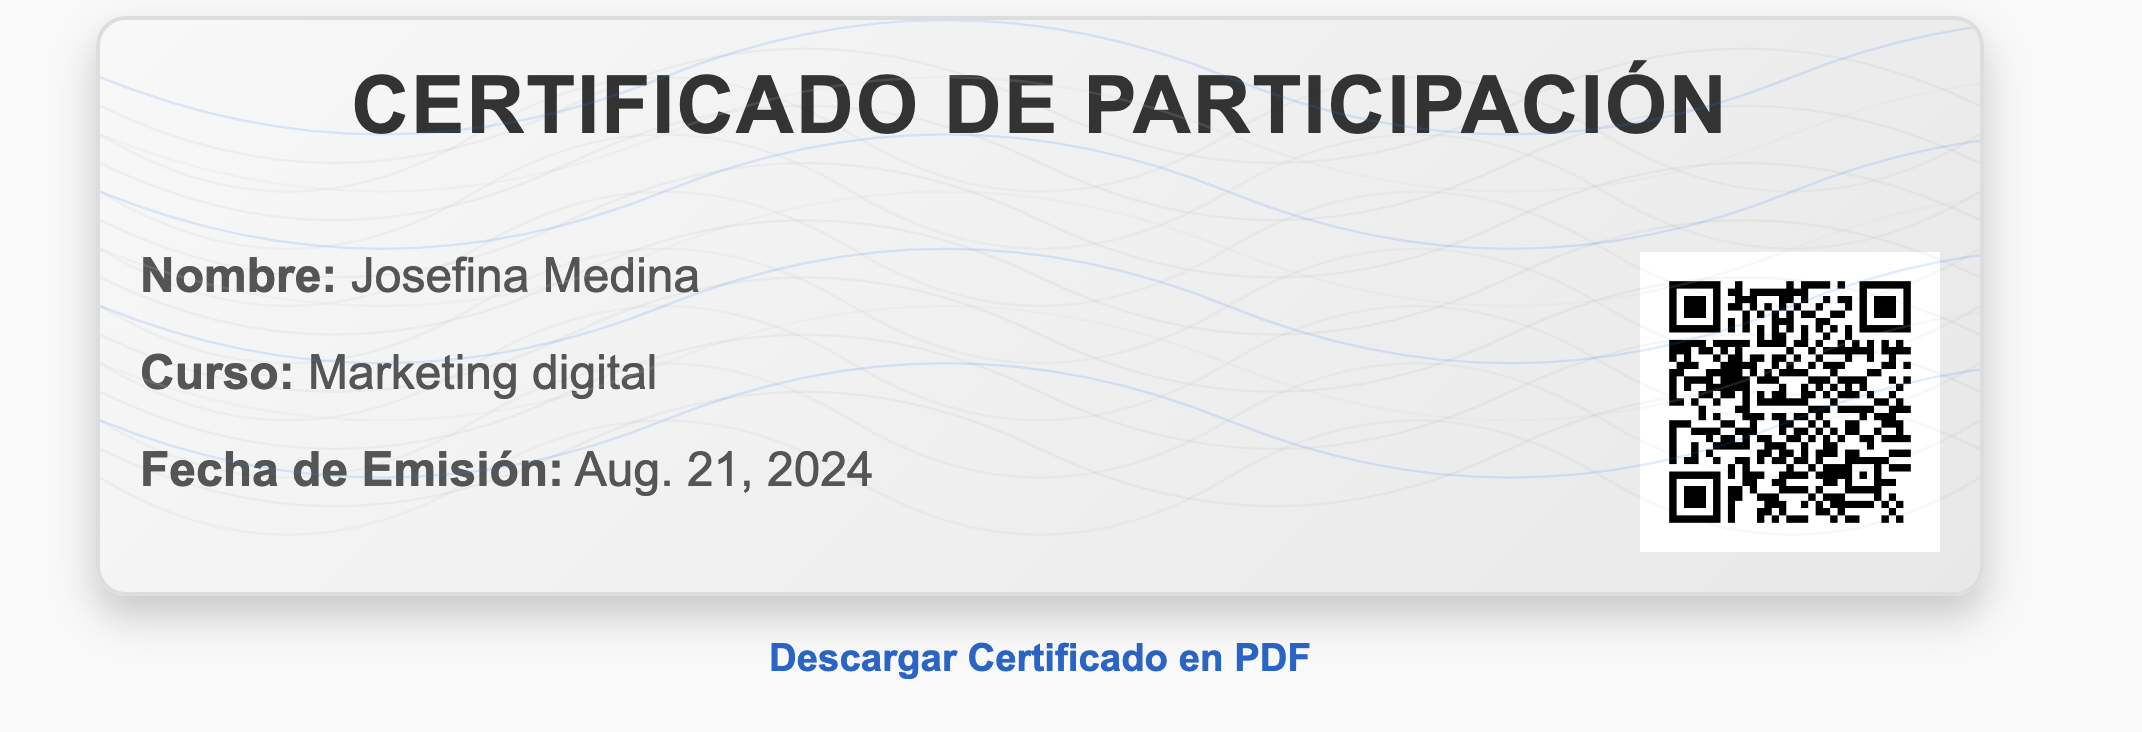 CERTIFICADO DE PARTICIPACIÓN
Nombre: Josefina Medina
Curso: Marketing digital
Fecha de Emisión: Aug. 21, 2024
Descargar Certificado en PDF